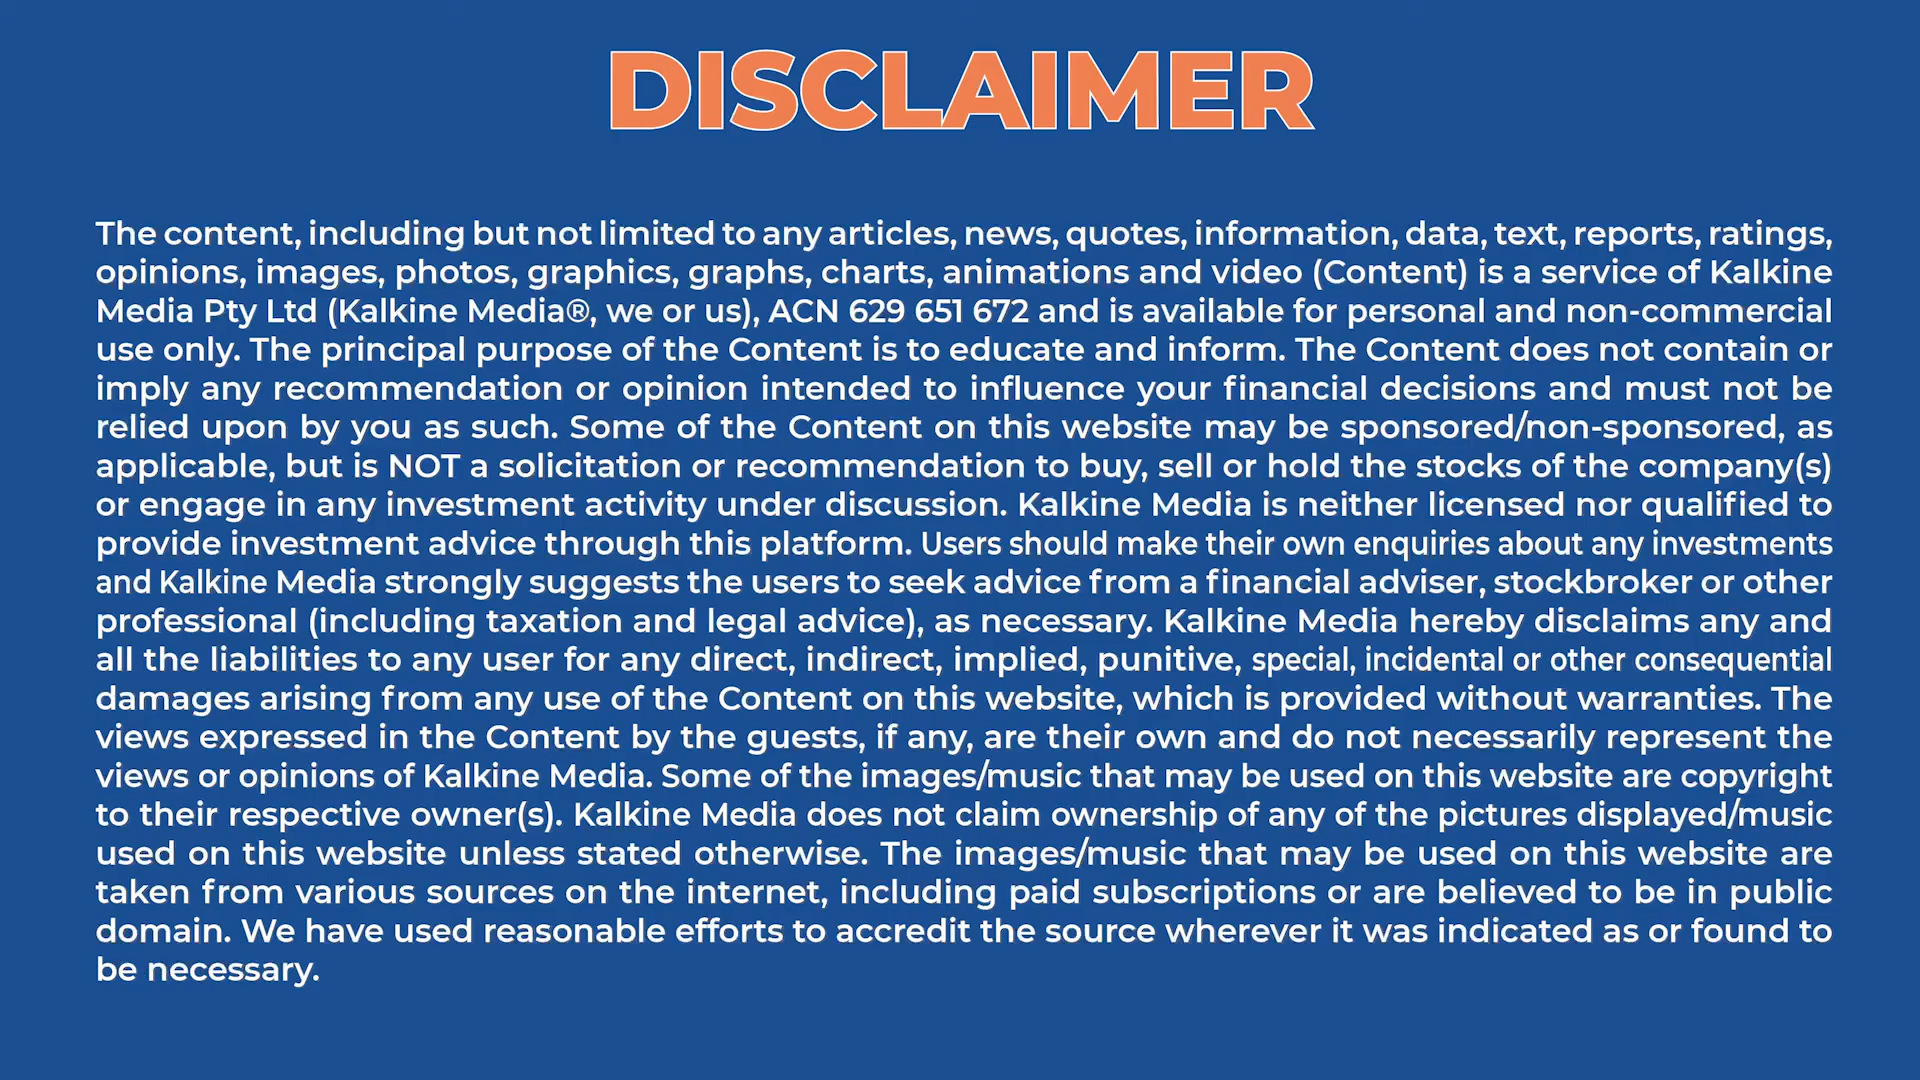 DISCLAIMER
The content, including but not limited to any articles, news, quotes, information, data, text, reports, ratings,
opinions, images, photos, graphics, graphs, charts, animations and video (Content) is a service of Kalkine
Media Pty Ltd (Kalkine Media®, we or us), ACN 629 651 672 and is available for personal and non-commercial
use only. The principal purpose of the Content is to educate and inform. The Content does not contain or
imply any recommendation or opinion intended to influence your financial decisions and must not be
relied upon by you as such. Some of the Content on this website may be sponsored/non-sponsored, as
applicable, but is NOT a solicitation or recommendation to buy, sell or hold the stocks of the company(s)
or engage in any investment activity under discussion. Kalkine Media is neither licensed nor qualified to
provide investment advice through this platform. Users should make their own enquiries about any investments
and Kalkine Media strongly suggests the users to seek advice from a financial adviser, stockbroker or other
professional (including taxation and legal advice), as necessary. Kalkine Media hereby disclaims any and
all the liabilities to any user for any direct, indirect, implied, punitive, special, incidental or other consequential
damages arising from any use of the Content on this website, which is provided without warranties. The
views expressed in the Content by the guests, if any, are their own and do not necessarily represent the
views or opinions of Kalkine Media. Some of the images/music that may be used on this website are copyright
to their respective owner(s). Kalkine Media does not claim ownership of any of the pictures displayed/music
used on this website unless stated otherwise. The images/music that may be used on this website are
taken from various sources on the internet, including paid subscriptions or are believed to be in public
domain. We have used reasonable efforts to accredit the source wherever it was indicated as or found to
be necessary.